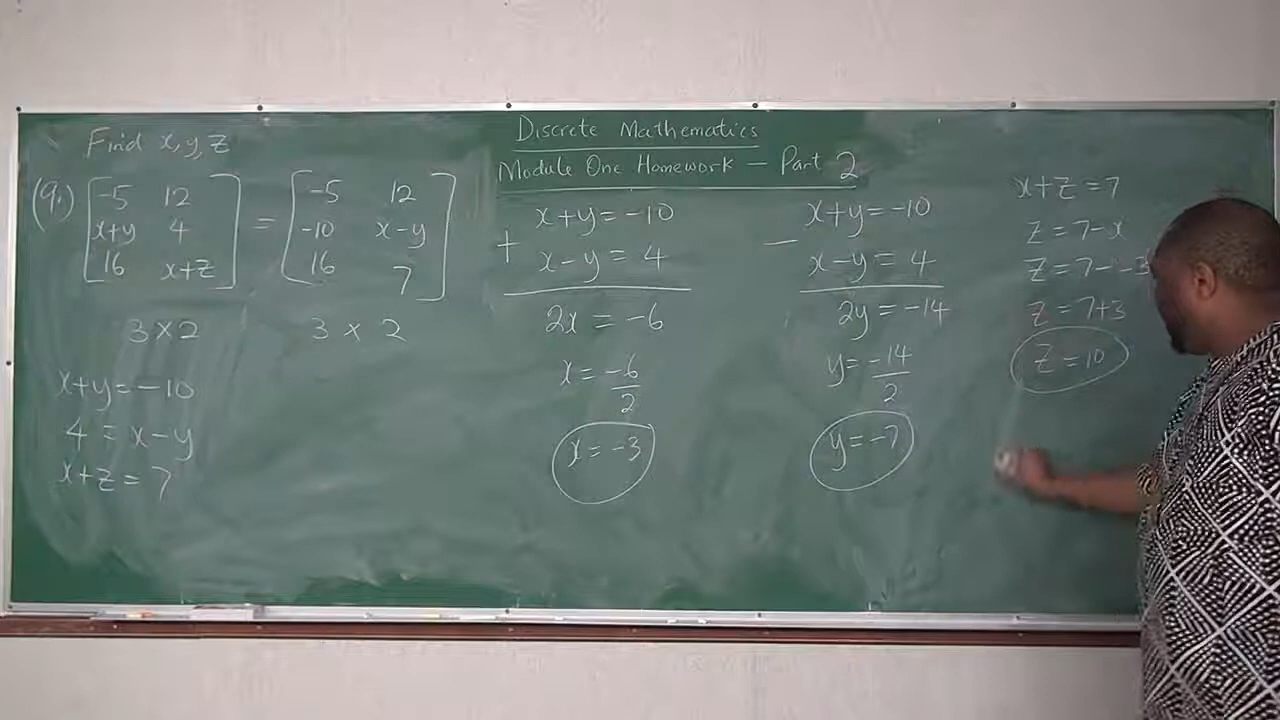 Discrete Mathematics
Module One Homework - Part 2
Find x, y, z
(9.) [-5 12] = [-5 12]
[x+y 4] [-10 x-y]
[16 x+z] [16 7]
3 x 2 3 x 2
x+y = -10
4 = x-y
x+z = 7
x+y = -10
+ x-y = 4
2x = -6
x = -6/2
x = -3
x+y = -10
- x-y = 4
2y = -14
y = -14/2
y = -7
x+z = 7
z = 7-x
z = 7--3
z = 7+3
z = 10